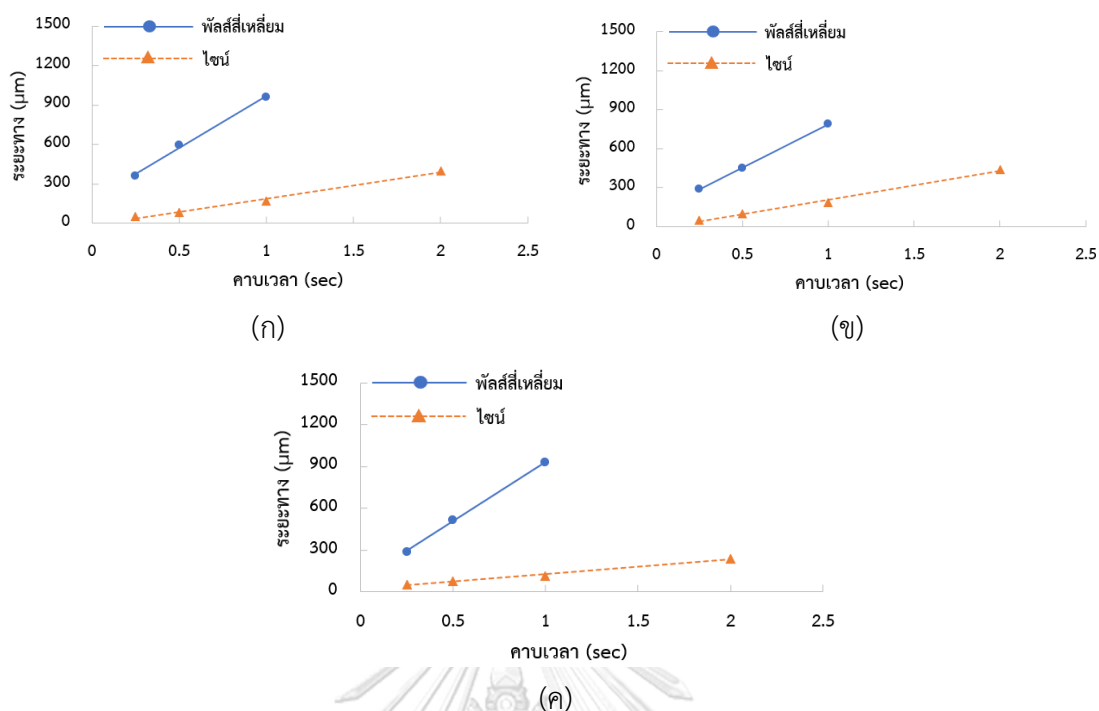 1500
1200
900
600
300
0
ระยะทาง (µm)
พัลส์สี่เหลี่ยม
ไซน์
0 0.5 1 1.5 2 2.5
คาบเวลา (sec)
(ก)
1500
1200
900
600
300
0
ระยะทาง (µm)
พัลส์สี่เหลี่ยม
ไซน์
0 0.5 1 1.5 2 2.5
คาบเวลา (sec)
(ข)
1500
1200
900
600
300
0
ระยะทาง (µm)
พัลส์สี่เหลี่ยม
ไซน์
0 0.5 1 1.5 2 2.5
คาบเวลา (sec)
(ค)